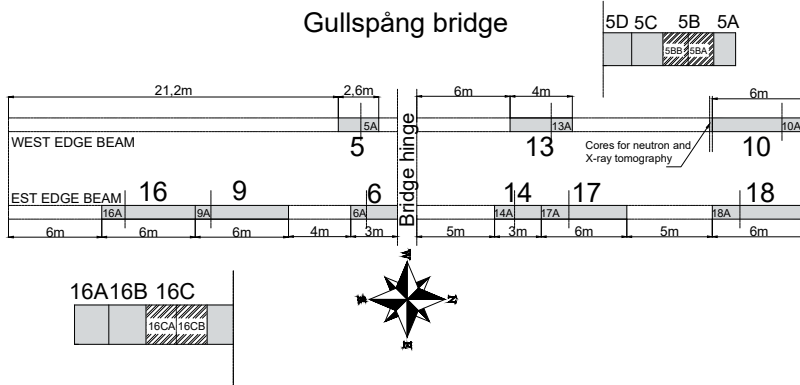 Gullspång bridge
5D 5C 5B 5A
5BB 5BA
21,2m 2,6m 6m 4m 6m
5A 13A 10A
WEST EDGE BEAM
5 13 10
Cores for neutron and
X-ray tomography
Bridge hinge
EST EDGE BEAM
16 9 6 14 17 18
16A 9A 6A 14A 17A 18A
6m 6m 6m 4m 3m 5m 3m 6m 5m 6m
W
S N
E
16A 16B 16C
16CA 16CB